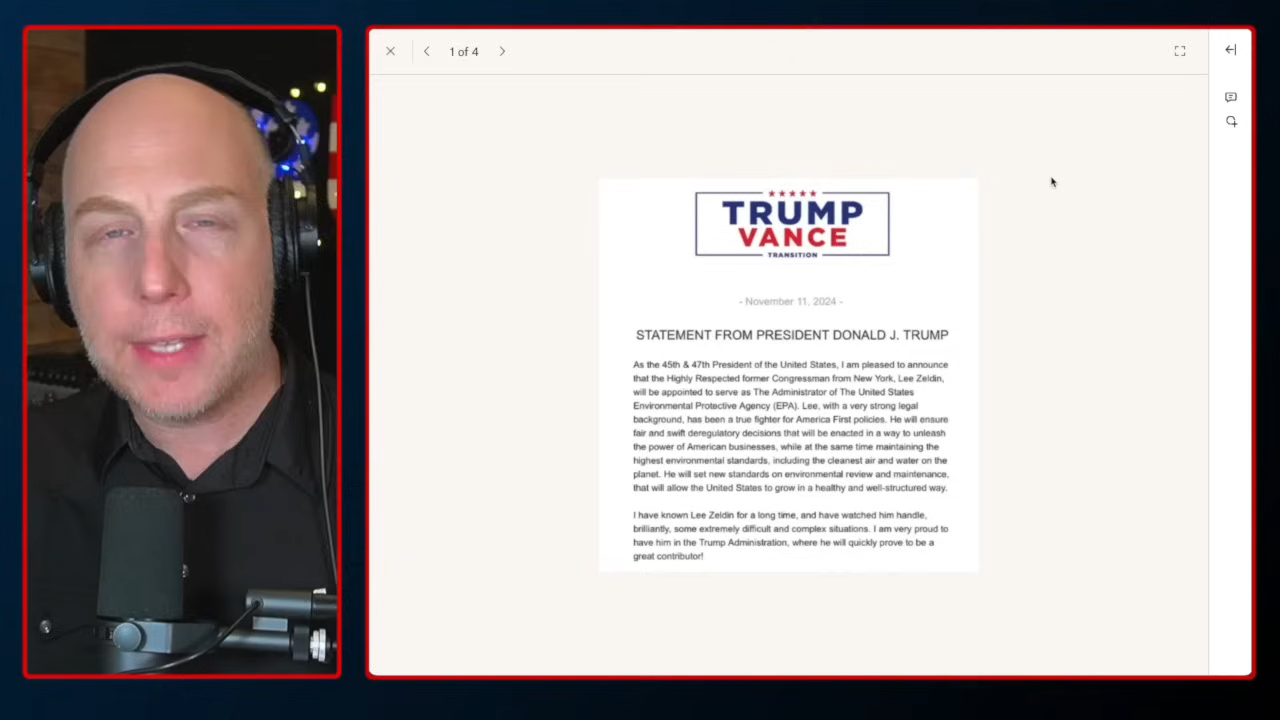 1 of 4
TRUMP
VANCE
TRANSITION
- November 11, 2024 -
STATEMENT FROM PRESIDENT DONALD J. TRUMP
As the 45th & 47th President of the United States, I am pleased to announce
that the Highly Respected former Congressman from New York, Lee Zeldin,
will be appointed to serve as The Administrator of The United States
Environmental Protective Agency (EPA). Lee, with a very strong legal
background, has been a true fighter for America First policies. He will ensure
fair and swift deregulatory decisions that will be enacted in a way to unleash
the power of American businesses, while at the same time maintaining the
highest environmental standards, including the cleanest air and water on the
planet. He will set new standards on environmental review and maintenance,
that will allow the United States to grow in a healthy and well-structured way.
I have known Lee Zeldin for a long time, and have watched him handle,
brilliantly, some extremely difficult and complex situations. I am very proud to
have him in the Trump Administration, where he will quickly prove to be a
great contributor!